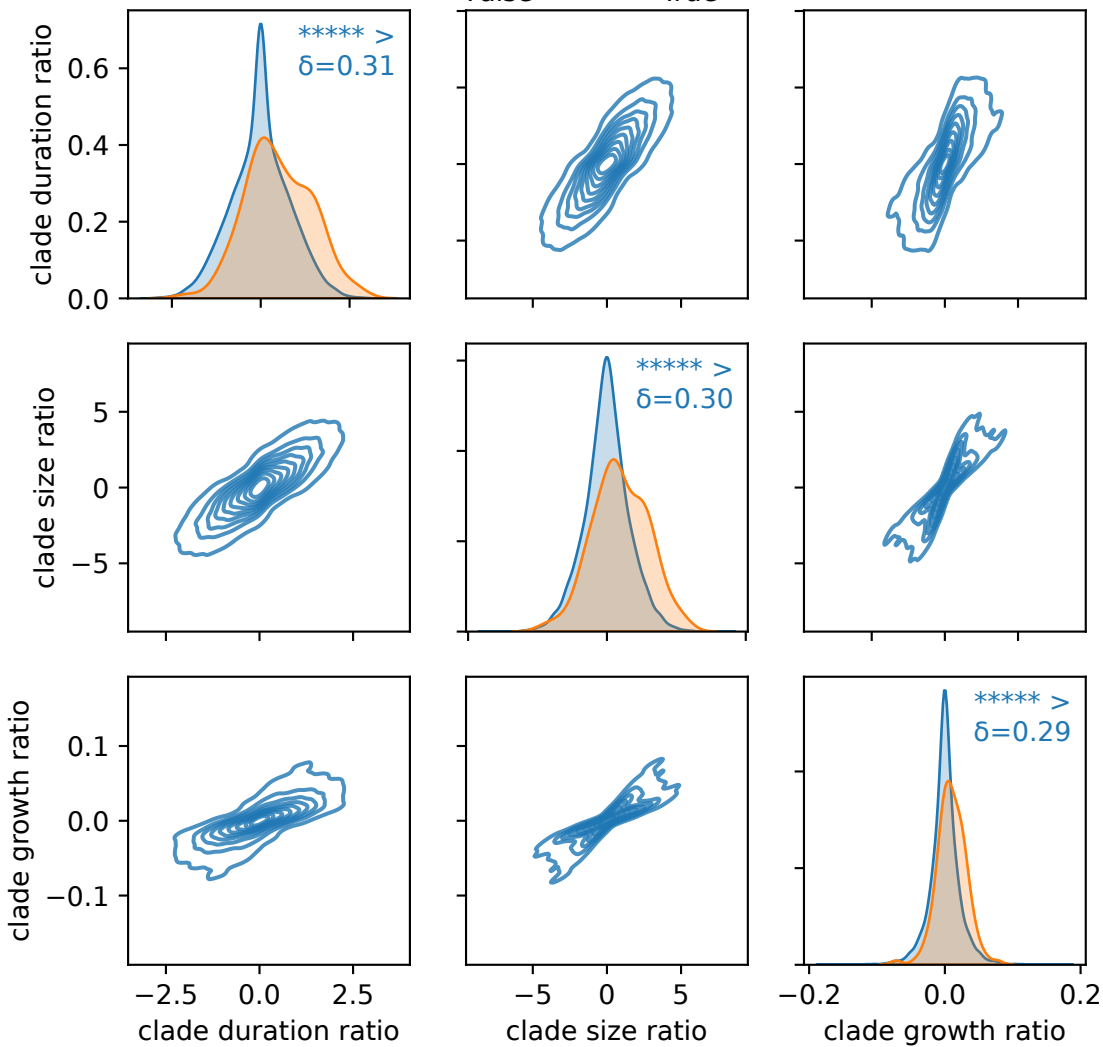 ***** >
δ=0.31
clade duration ratio
0.6
0.4
0.2
0.0
***** >
δ=0.30
clade size ratio
5
0
−5
***** >
δ=0.29
clade growth ratio
0.1
0.0
−0.1
−2.5 0.0 2.5
−5 0 5
−0.2 0.0 0.2
clade duration ratio
clade size ratio
clade growth ratio